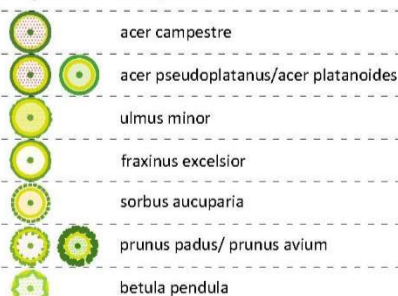 acer campestre
acer pseudoplatanus/acer platanoides
ulmus minor
fraxinus excelsior
sorbus aucuparia
prunus padus/ prunus avium
betula pendula